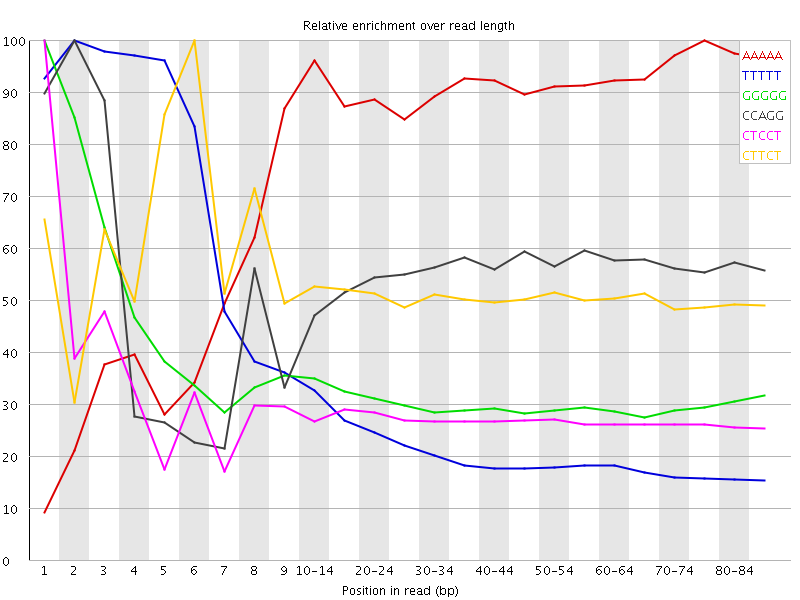 Relative enrichment over read length
100
90
80
70
60
50
40
30
20
10
0
AAAAA
TTTTT
GGGGG
CCAGG
CTCCT
CTTCT
1 2 3 4 5 6 7 8 9 10-14 20-24 30-34 40-44 50-54 60-64 70-74 80-84
Position in read (bp)